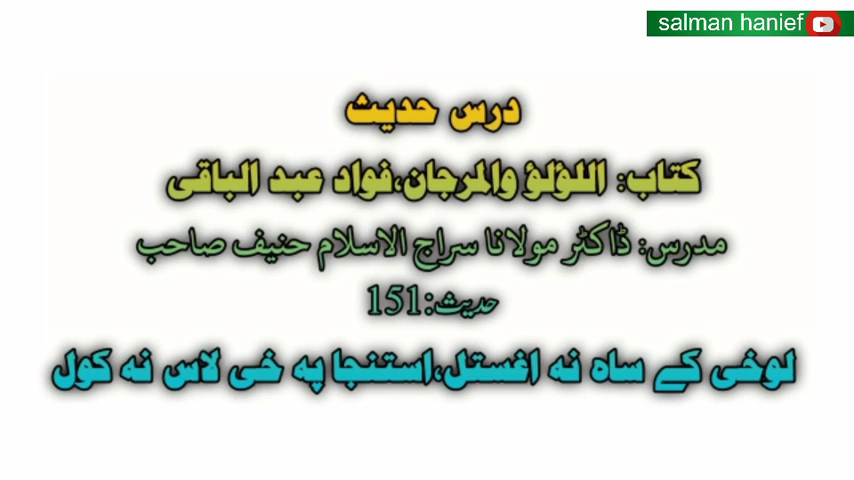 salman hanief
درس حدیث
کتاب: اللؤلؤ والمرجان،فواد عبد الباقی
مدرس: ڈاکٹر مولانا سراج الاسلام حنیف صاحب
حدیث:151
لوخی کے ساہ نہ اغستل،استنجا پہ خی لاس نہ کول